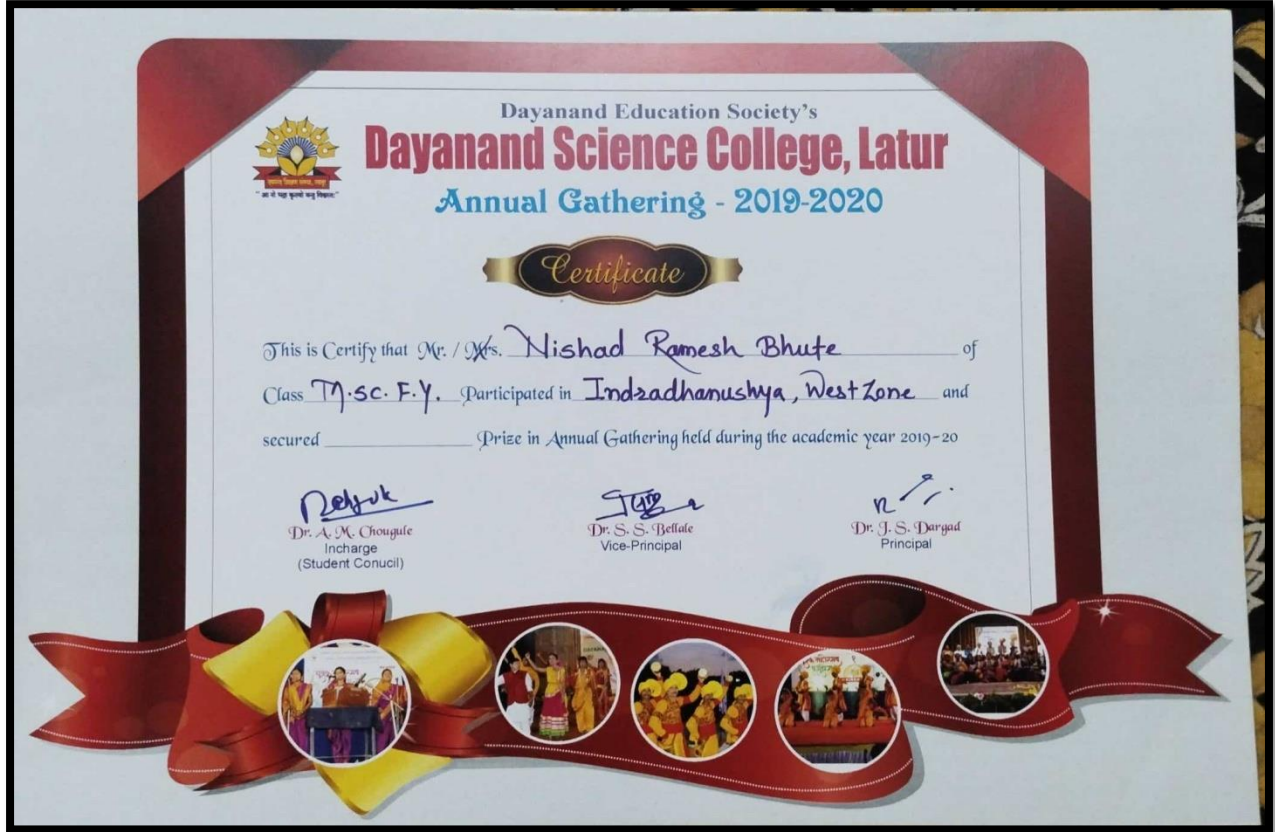 Dayanand Education Society's
Dayanand Science College, Latur
Annual Gathering - 2019-2020
Certificate
This is Certify that Mr. / Mrs. Nishad Ramesh Bhute of
Class M.sc. F.Y. Participated in Indradhanushya, West Zone and
secured Prize in Annual Gathering held during the academic year 2019-20
Dr. A. M. Chougule
Incharge
(Student Conucil)
Dr. S. S. Bellale
Vice-Principal
Dr. J. S. Dargad
Principal